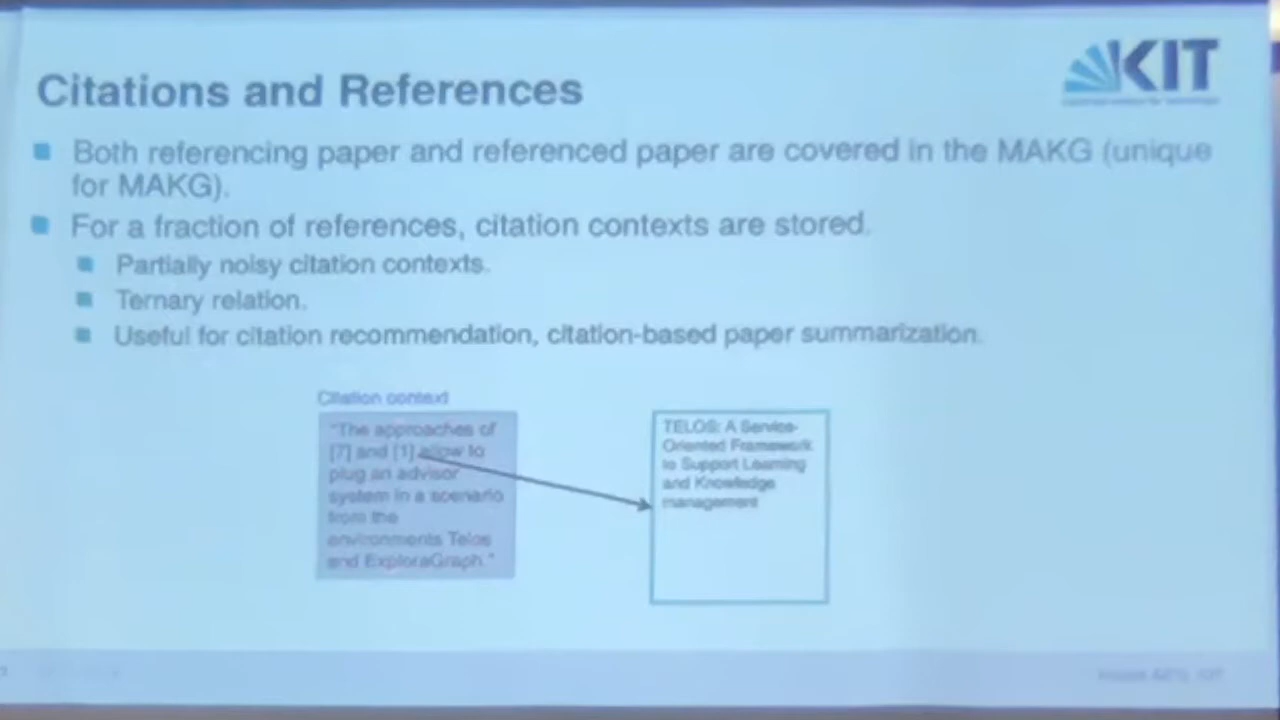 KIT
Citations and References
Both referencing paper and referenced paper are covered in the MAKG (unique
for MAKG).
For a fraction of references, citation contexts are stored.
Partially noisy citation contexts.
Ternary relation.
Useful for citation recommendation, citation-based paper summarization.
Citation context
"The approaches of
[7] and [1] allow to
plug an advisor
system in a scenario
from the
environments Telos
and ExploraGraph."
TELOS: A Service-
Oriented Framework
to Support Learning
and Knowledge
management